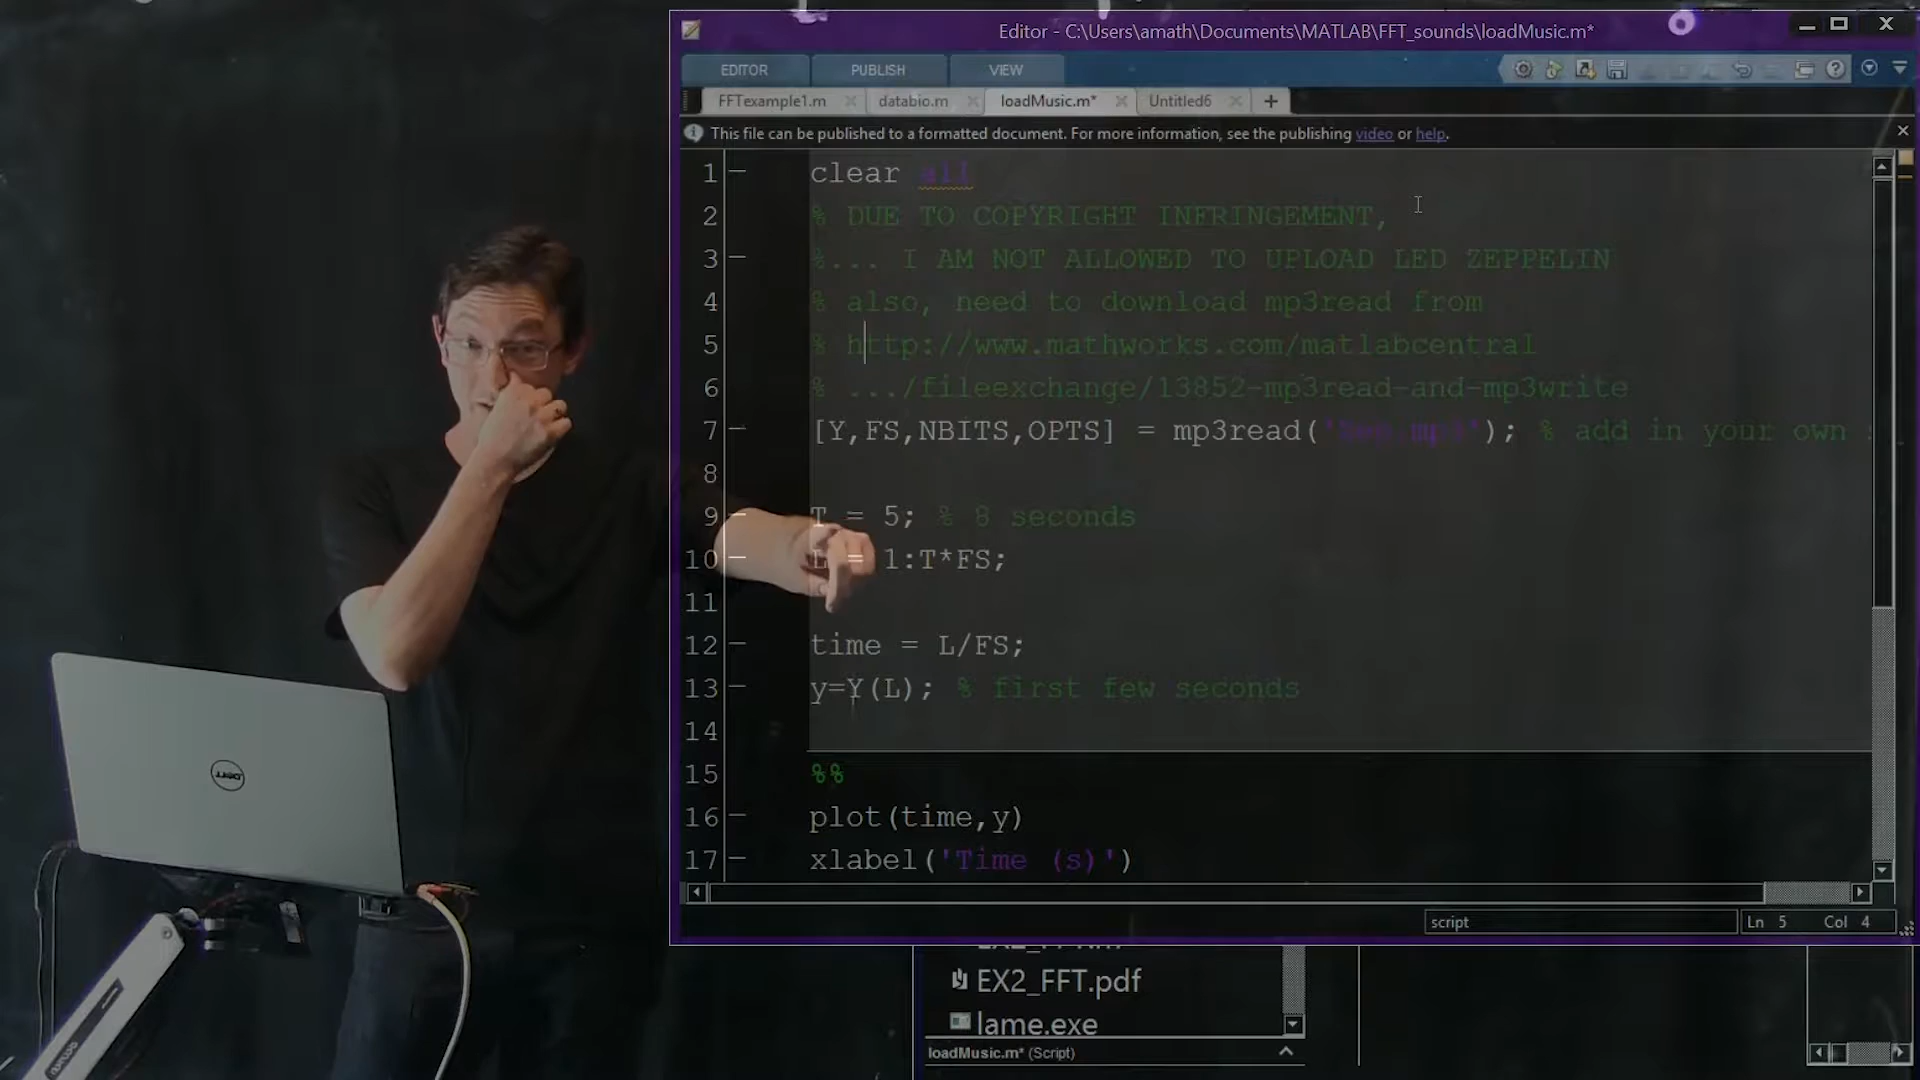 Editor - C:\Users\amath\Documents\MATLAB\FFT_sounds\loadMusic.m*
EDITOR PUBLISH VIEW
FFTexample1.m databio.m loadMusic.m* Untitled6
This file can be published to a formatted document. For more information, see the publishing video or help.
1 clear all
2 % DUE TO COPYRIGHT INFRINGEMENT,
3 %... I AM NOT ALLOWED TO UPLOAD LED ZEPPELIN
4 % also, need to download mp3read from
5 % http://www.mathworks.com/matlabcentral
6 % .../fileexchange/13852-mp3read-and-mp3write
7 [Y,FS,NBITS,OPTS] = mp3read(' .mp3'); % add in your own
8
9 T = 5; % 8 seconds
10 L = 1:T*FS;
11
12 time = L/FS;
13 y=Y(L); % first few seconds
14
15 %%
16 plot(time,y)
17 xlabel('Time (s)')
script Ln 5 Col 4
EX2_FFT.pdf
lame.exe
loadMusic.m* (Script)
DELL